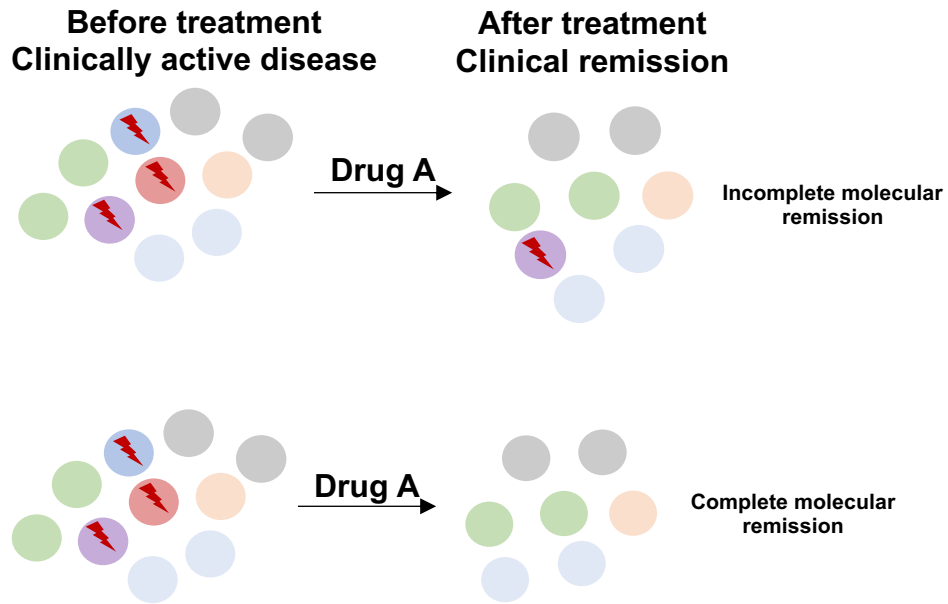 Before treatment
Clinically active disease
After treatment
Clinical remission
Drug A
Incomplete molecular
remission
Drug A
Complete molecular
remission